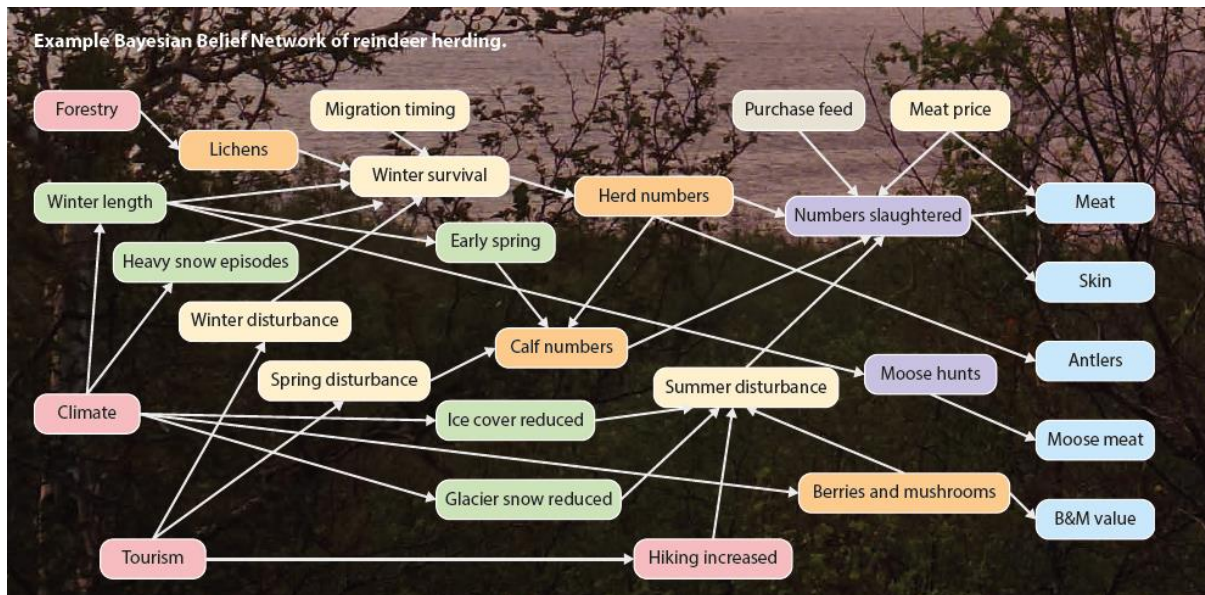 Example Bayesian Belief Network of reindeer herding.
Forestry
Migration timing
Purchase feed
Meat price
Lichens
Winter survival
Winter length
Herd numbers
Numbers slaughtered
Meat
Early spring
Heavy snow episodes
Skin
Winter disturbance
Calf numbers
Antlers
Spring disturbance
Summer disturbance
Moose hunts
Climate
Ice cover reduced
Moose meat
Glacier snow reduced
Berries and mushrooms
B&M value
Tourism
Hiking increased